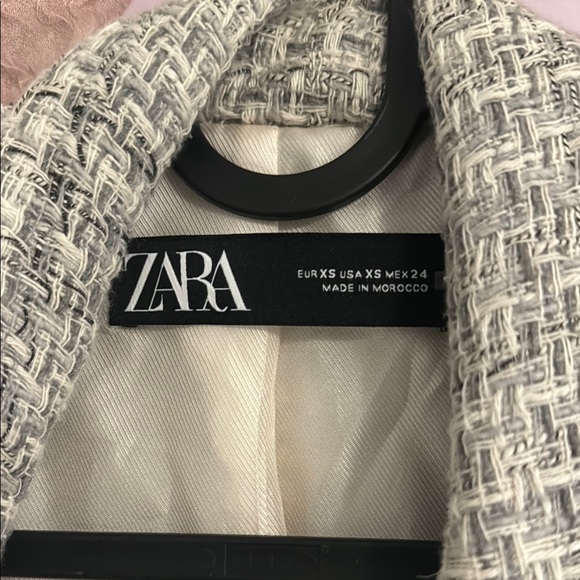 ZARA
EUR XS USA XS MEX 24
MADE IN MOROCCO